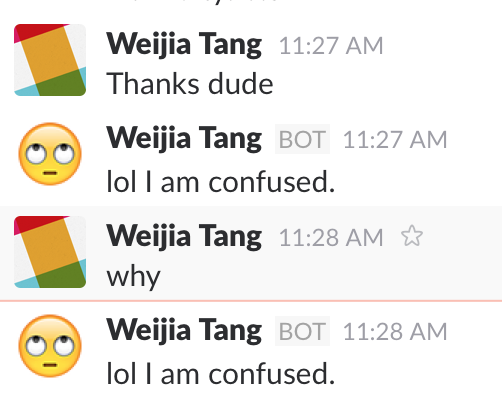 Weijia Tang 11:27 AM
Thanks dude
Weijia Tang BOT 11:27 AM
lol I am confused.
Weijia Tang 11:28 AM
why
Weijia Tang BOT 11:28 AM
lol I am confused.